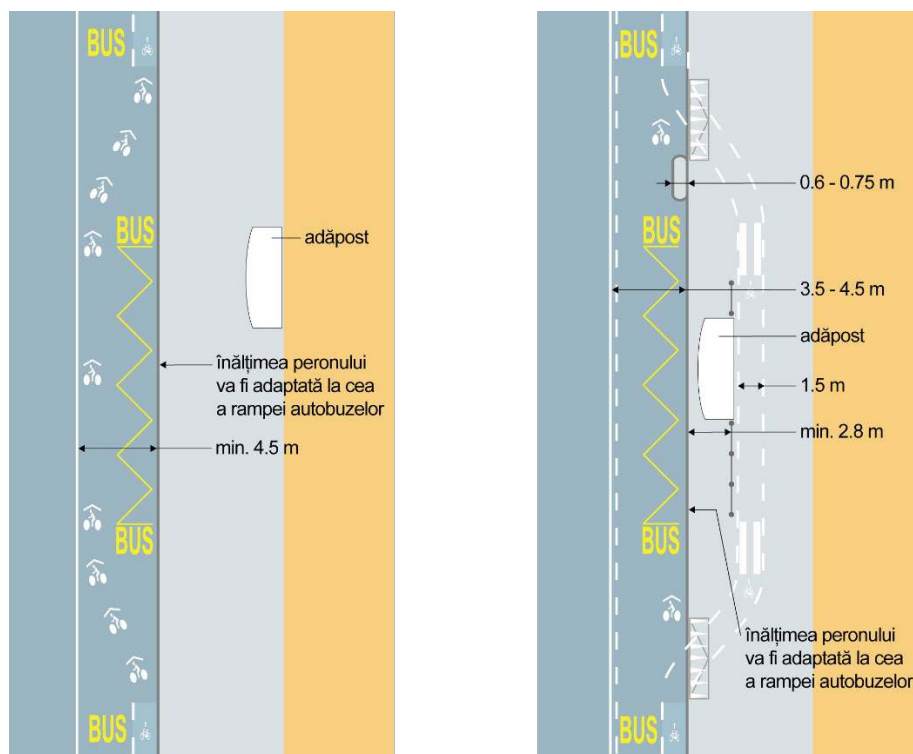 BUS
BUS
adăpost
înălțimea peronului
va fi adaptată la cea
a rampei autobuzelor
min. 4.5 m
BUS
BUS
BUS
0.6 - 0.75 m
BUS
3.5 - 4.5 m
adăpost
1.5 m
min. 2.8 m
BUS
înălțimea peronului
va fi adaptată la cea
a rampei autobuzelor
BUS